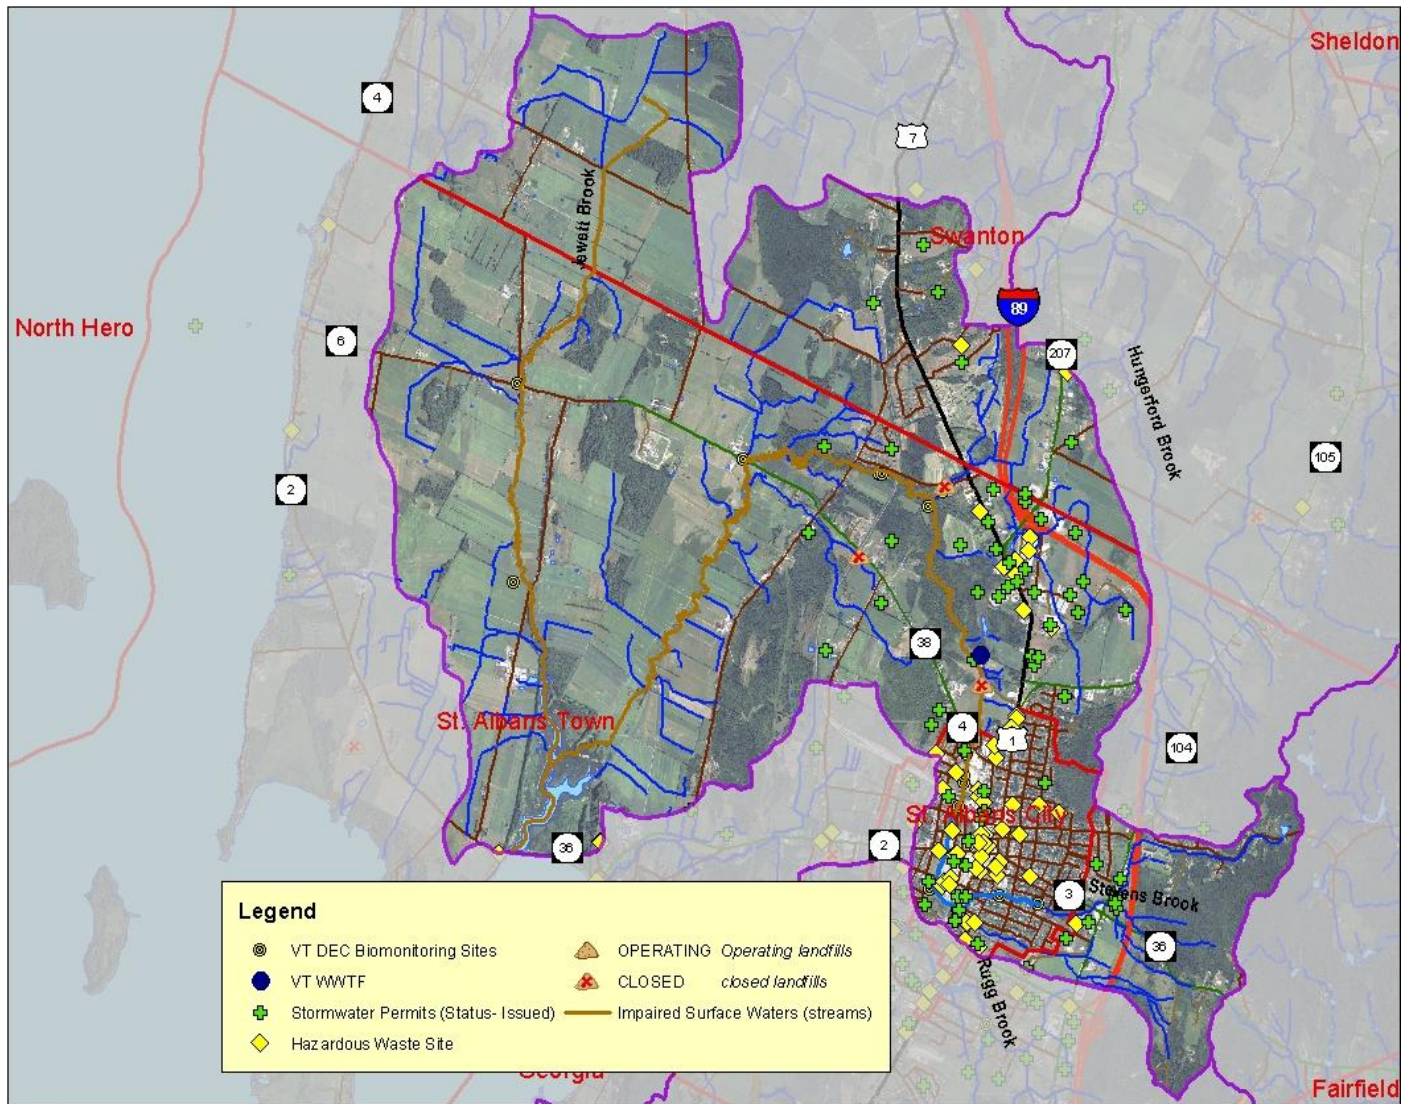 Sheldon
4
7
Jewett Brook
Swanton
89
North Hero
6
207
Hungerford Brook
105
2
38
St. Albans Town
4
1
104
St. Albans City
36
2
3
Stevens Brook
36
Rugg Brook
Legend
VT DEC Biomonitoring Sites
OPERATING Operating landfills
VT WWTF
CLOSED closed landfills
Stormwater Permits (Status- Issued)
Impaired Surface Waters (streams)
Hazardous Waste Site
Georgia
Fairfield